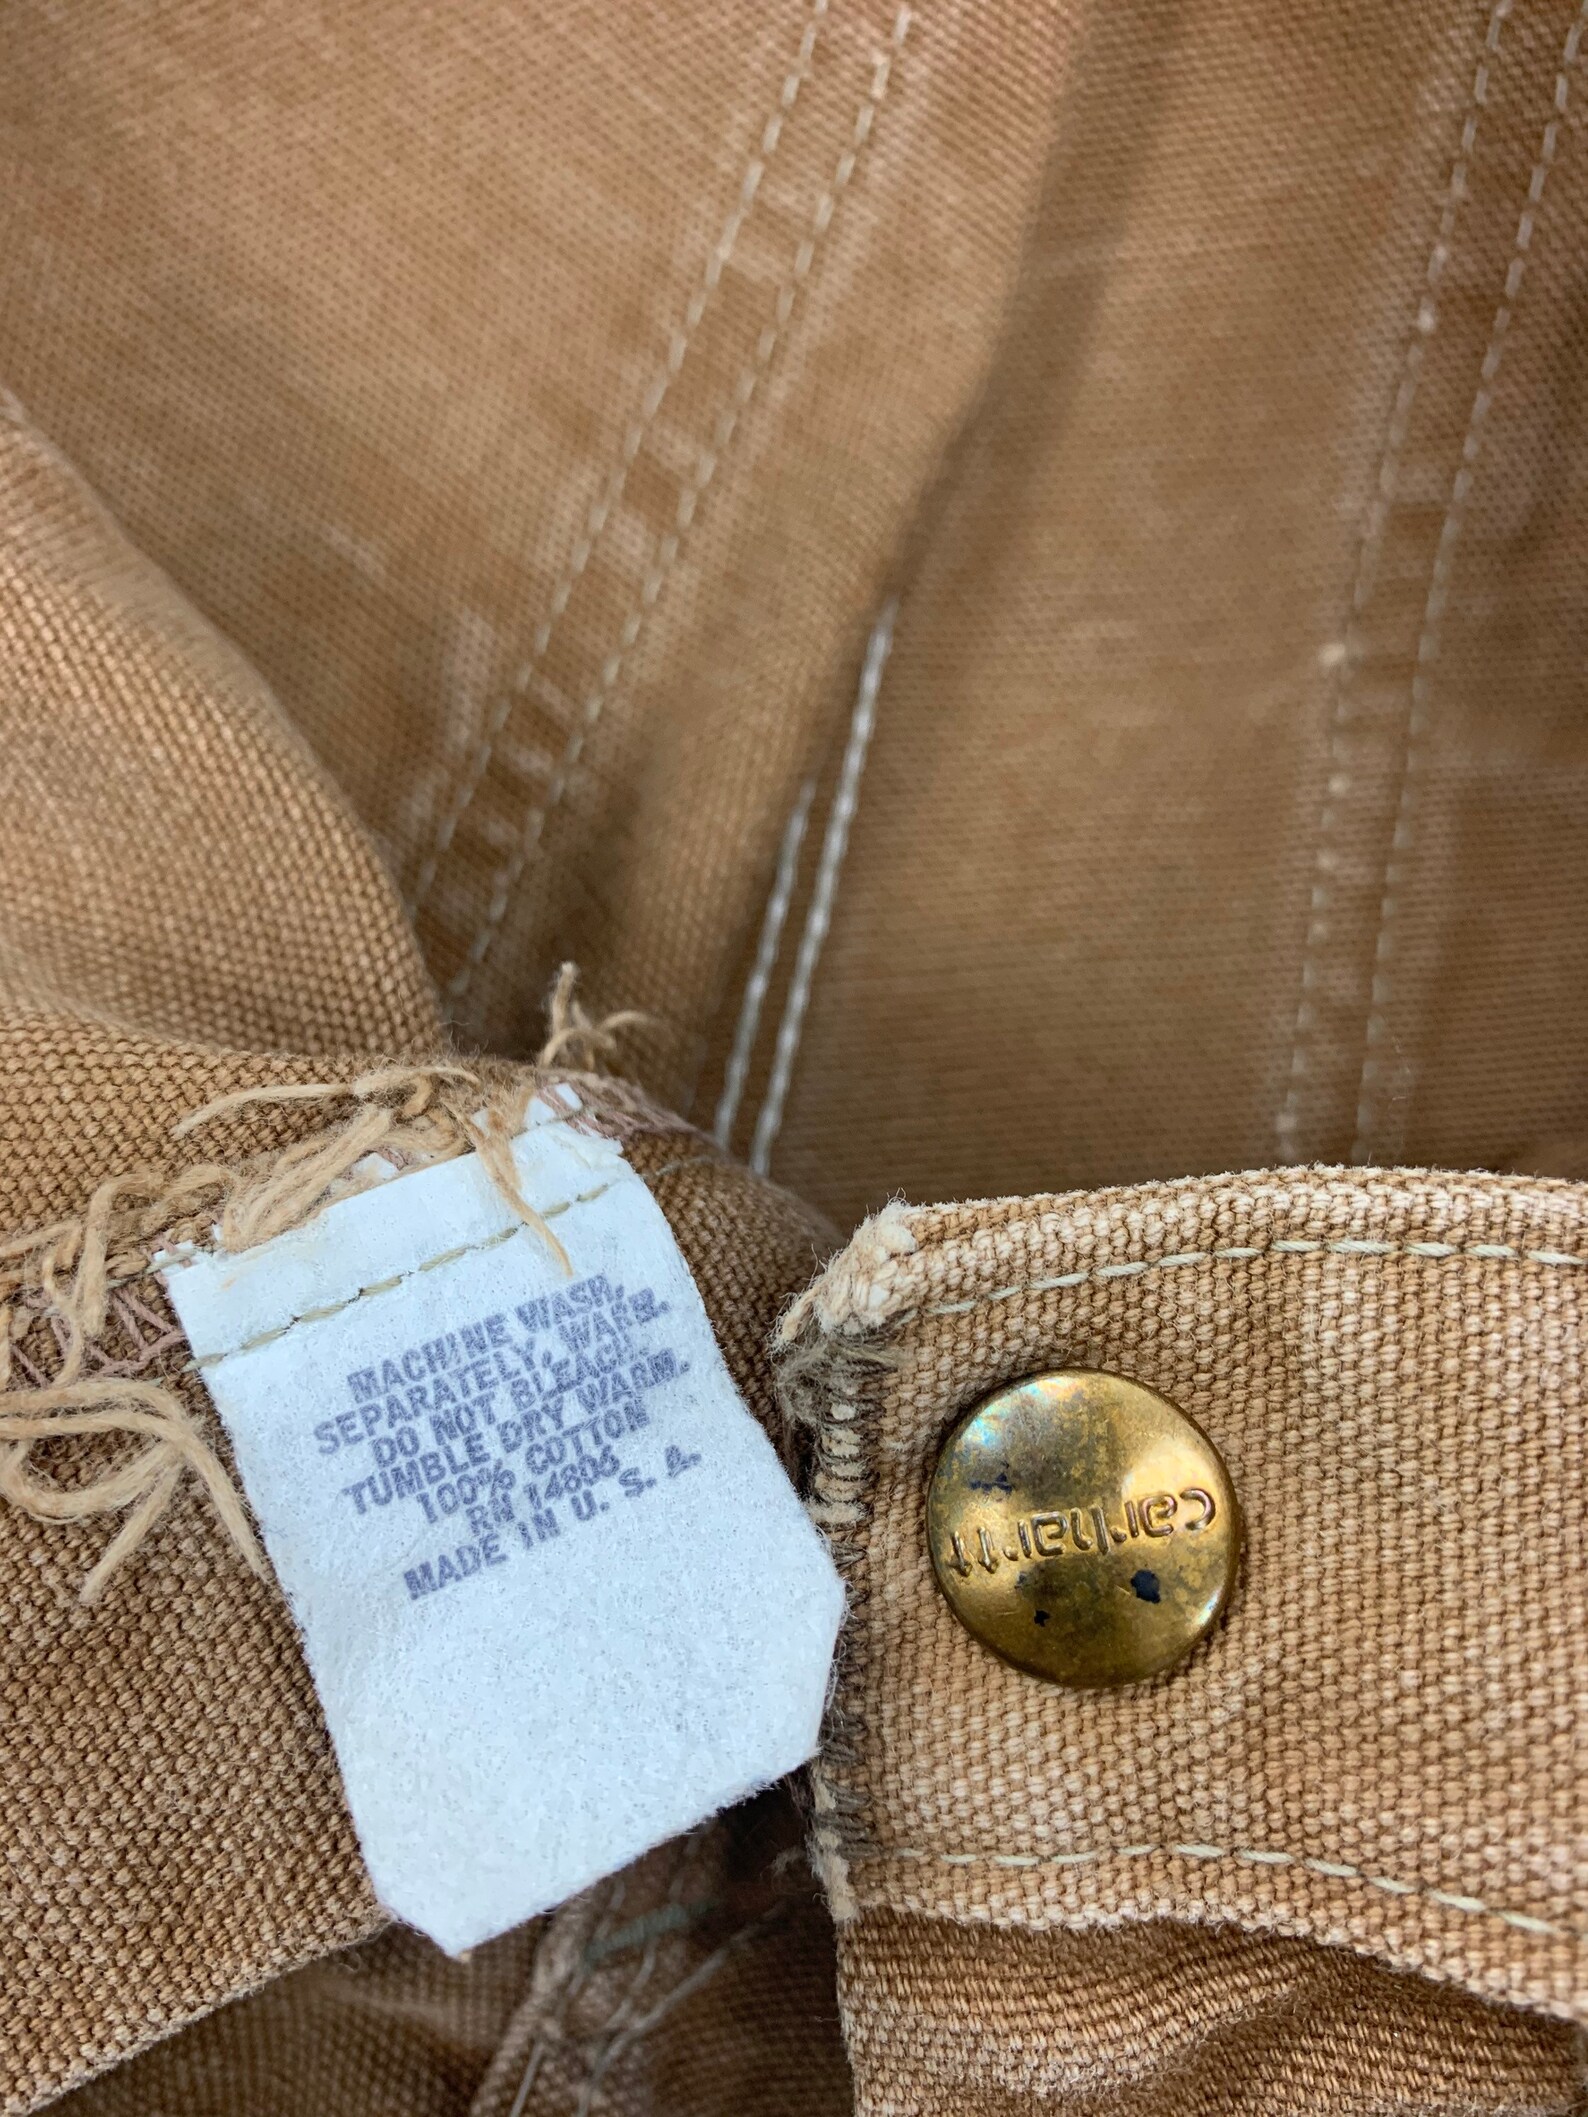 MACHINE WASH,
SEPARATELY, WARM.
DO NOT BLEACH.
TUMBLE DRY WARM.
100% COTTON
RN 14806
MADE IN U. S. A.
carhartt